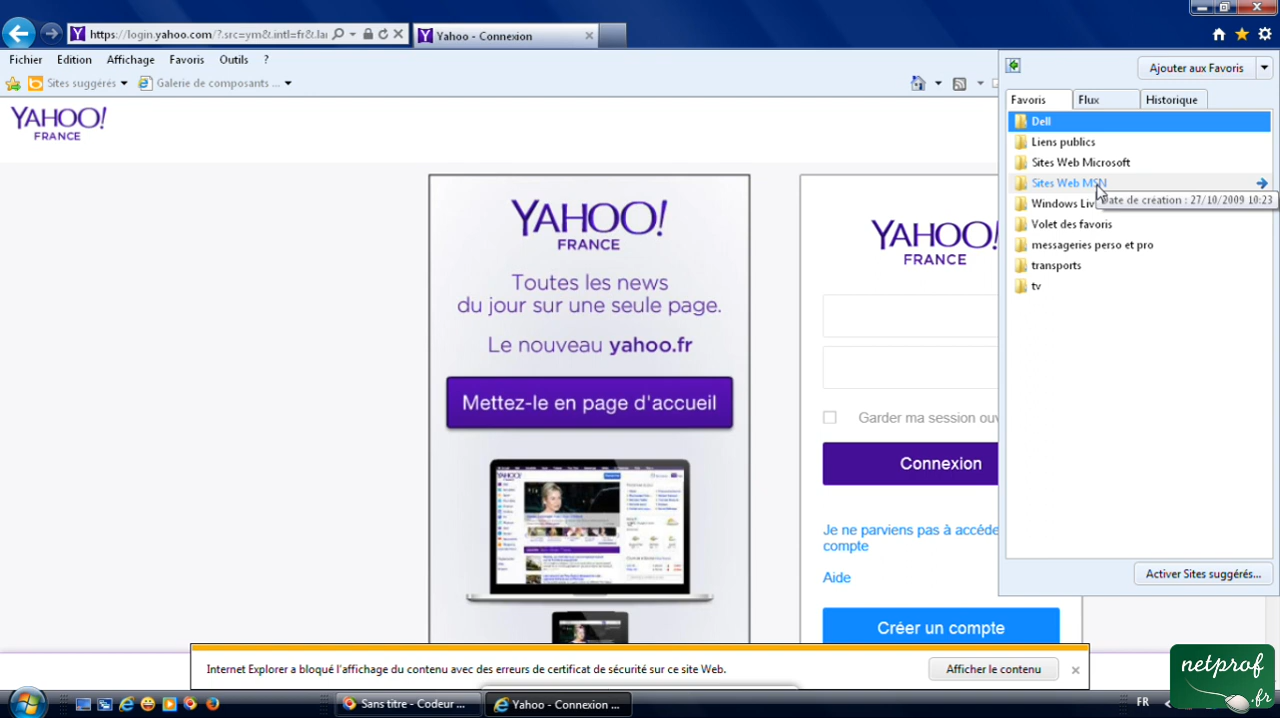 https://login.yahoo.com/?.src=ym&.intl=fr&.la
Yahoo - Connexion
Fichier Edition Affichage Favoris Outils ?
Sites suggérés Galerie de composants ...
Ajouter aux Favoris
Favoris Flux Historique
Dell
Liens publics
Sites Web Microsoft
Sites Web MSN
Date de création : 27/10/2009 10:23
Windows Liv
Volet des favoris
messageries perso et pro
transports
tv
Activer Sites suggérés...
YAHOO!
FRANCE
YAHOO!
FRANCE
Toutes les news
du jour sur une seule page.
Le nouveau yahoo.fr
Mettez-le en page d'accueil
YAHOO!
FRANCE
Garder ma session ouv
Connexion
Je ne parviens pas à accéde
compte
Aide
Créer un compte
Internet Explorer a bloqué l'affichage du contenu avec des erreurs de certificat de sécurité sur ce site Web.
Afficher le contenu
Sans titre - Codeur ...
Yahoo - Connexion ...
FR
netprof
.fr